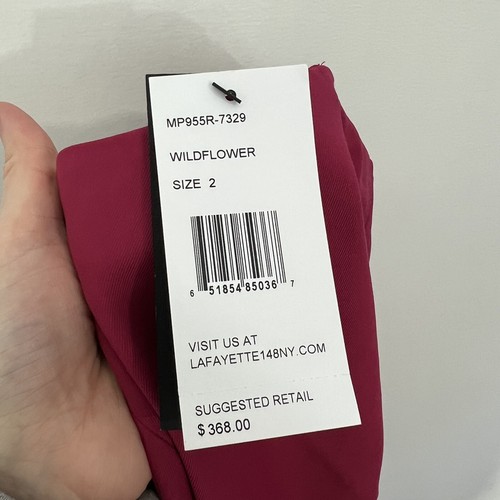 MP955R-7329
WILDFLOWER
SIZE 2
6 51854 85036 7
VISIT US AT
LAFAYETTE148NY.COM
SUGGESTED RETAIL
$368.00